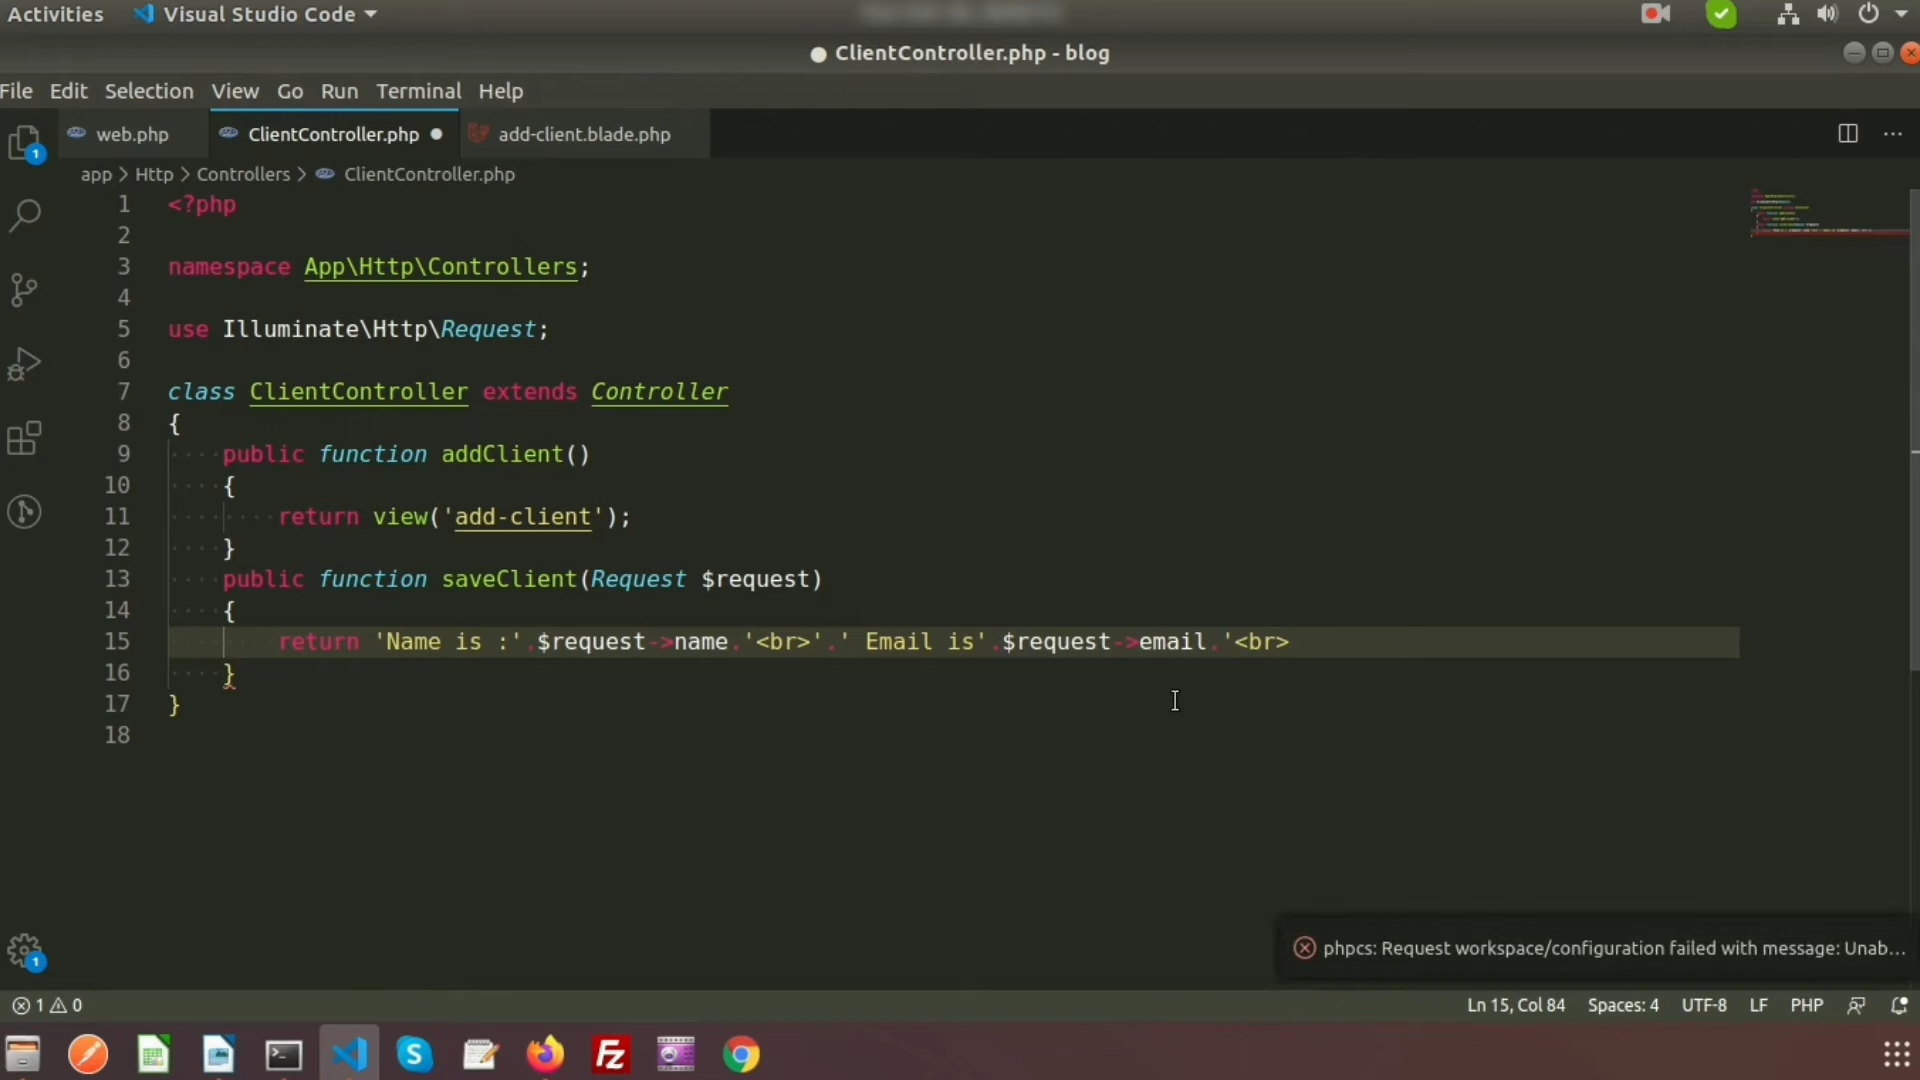 Activities Visual Studio Code
ClientController.php - blog
File Edit Selection View Go Run Terminal Help
web.php ClientController.php add-client.blade.php
app > Http > Controllers > ClientController.php
1 <?php
2
3 namespace App\Http\Controllers;
4
5 use Illuminate\Http\Request;
6
7 class ClientController extends Controller
8 {
9 public function addClient()
10 {
11 return view('add-client');
12 }
13 public function saveClient(Request $request)
14 {
15 return 'Name is :'.$request->name.'<br>'.' Email is'.$request->email.'<br>
16 }
17 }
18
1
1
phpcs: Request workspace/configuration failed with message: Unab...
1 0 Ln 15, Col 84 Spaces: 4 UTF-8 LF PHP